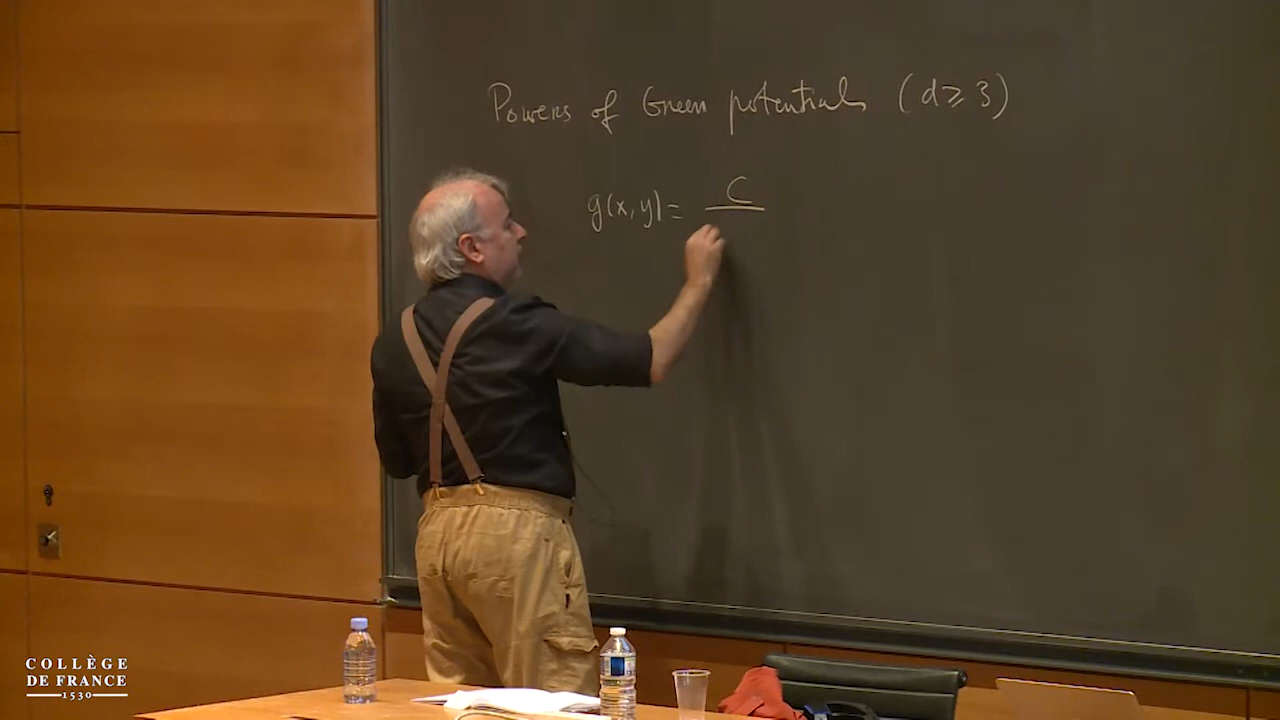 Powers of Green potentials (d ≥ 3)
g(x, y) = C
COLLÈGE
DE FRANCE
1530